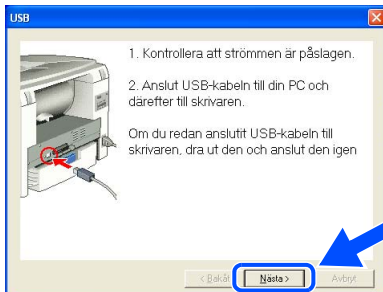 USB
1. Kontrollera att strömmen är påslagen.
2. Anslut USB-kabeln till din PC och
därefter till skrivaren.
Om du redan anslutit USB-kabeln till
skrivaren, dra ut den och anslut den igen
< Bakåt Nästa > Avbryt